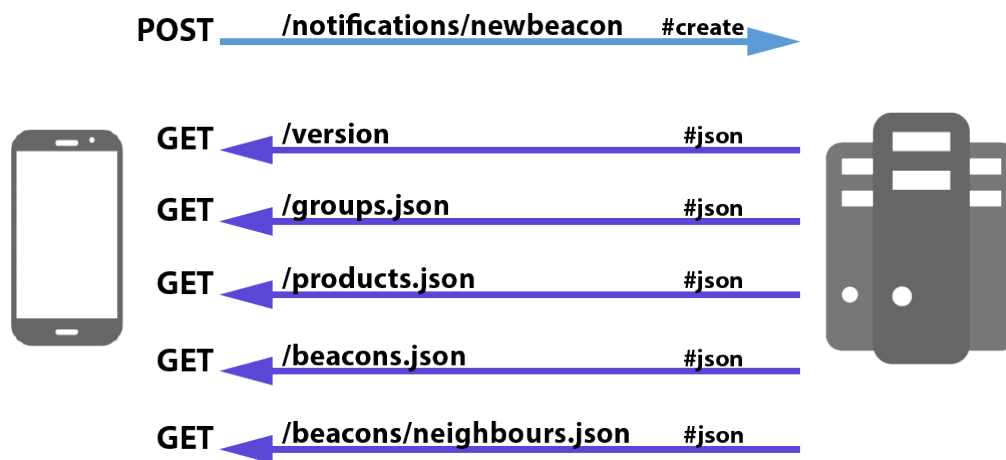 POST /notifications/newbeacon #create
GET /version #json
GET /groups.json #json
GET /products.json #json
GET /beacons.json #json
GET /beacons/neighbours.json #json